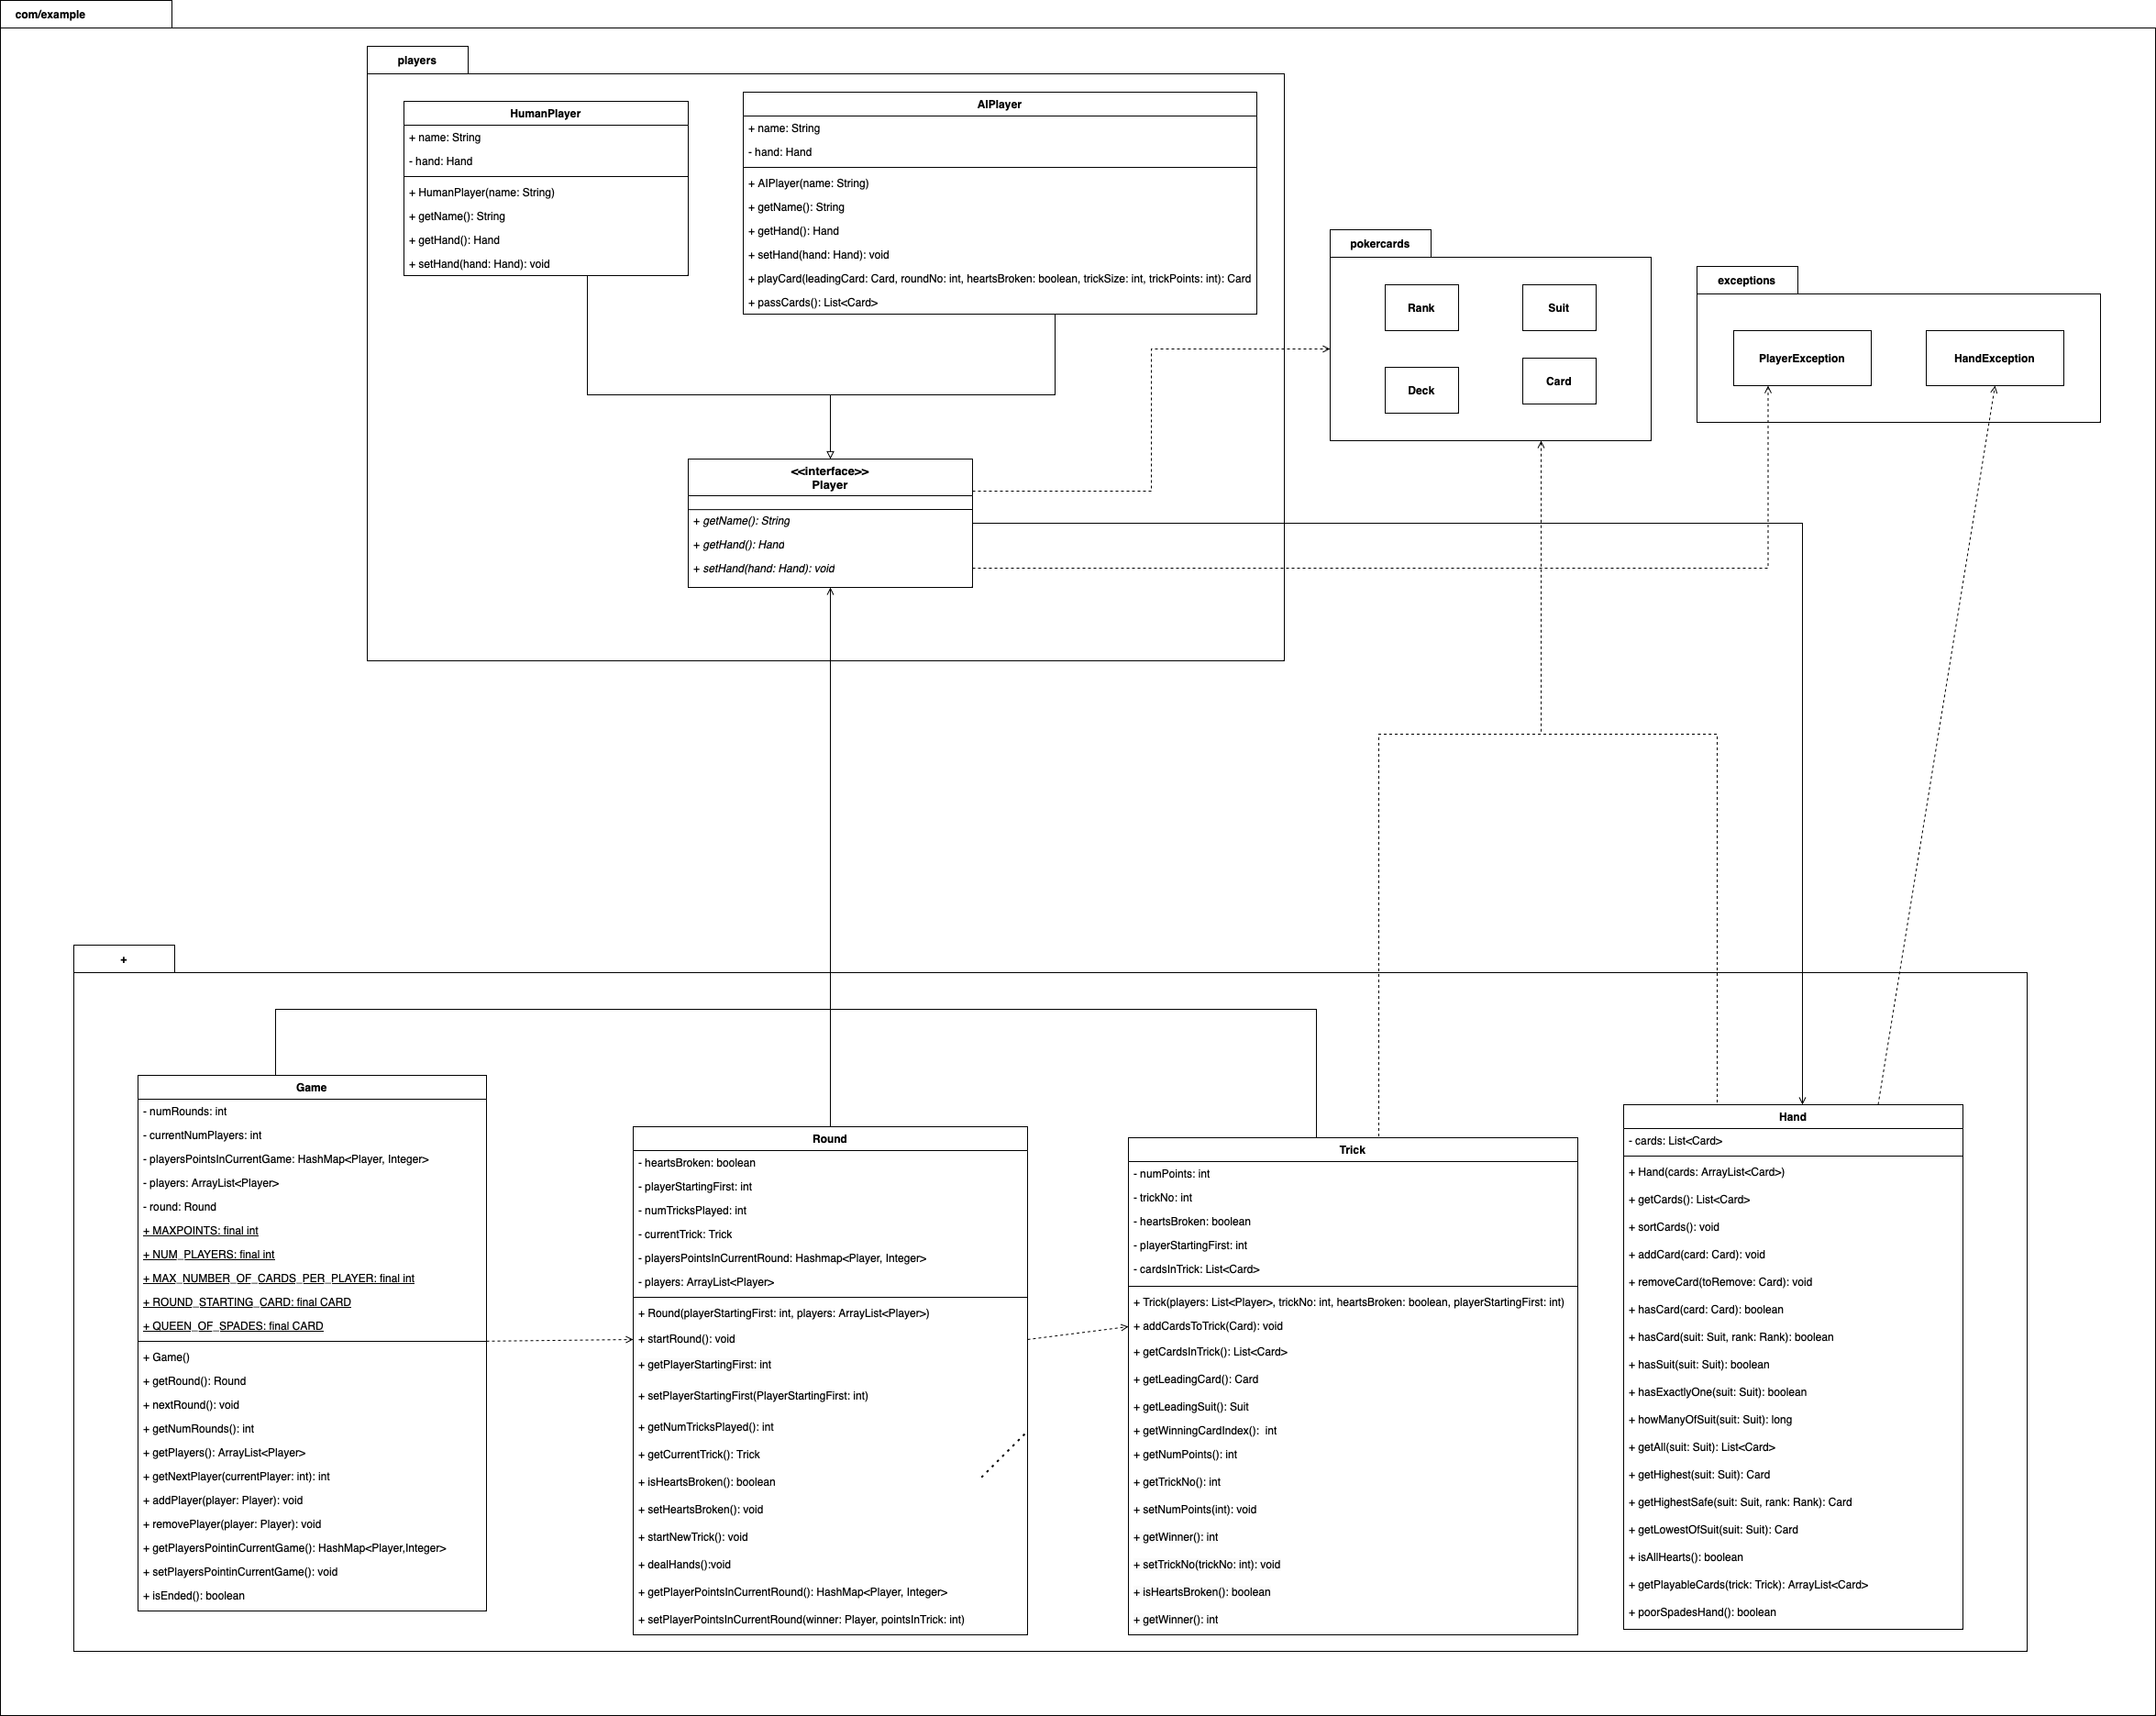 com/example
players
HumanPlayer
+ name: String
- hand: Hand
+ HumanPlayer(name: String)
+ getName(): String
+ getHand(): Hand
+ setHand(hand: Hand): void
AIPlayer
+ name: String
- hand: Hand
+ AIPlayer(name: String)
+ getName(): String
+ getHand(): Hand
+ setHand(hand: Hand): void
+ playCard(leadingCard: Card, roundNo: int, heartsBroken: boolean, trickSize: int, trickPoints: int): Card
+ passCards(): List<Card>
<<interface>>
Player
+ getName(): String
+ getHand(): Hand
+ setHand(hand: Hand): void
pokercards
Rank
Suit
Deck
Card
exceptions
PlayerException
HandException
+
Game
- numRounds: int
- currentNumPlayers: int
- playersPointsInCurrentGame: HashMap<Player, Integer>
- players: ArrayList<Player>
- round: Round
+ MAXPOINTS: final int
+ NUM_PLAYERS: final int
+ MAX_NUMBER_OF_CARDS_PER_PLAYER: final int
+ ROUND_STARTING_CARD: final CARD
+ QUEEN_OF_SPADES: final CARD
+ Game()
+ getRound(): Round
+ nextRound(): void
+ getNumRounds(): int
+ getPlayers(): ArrayList<Player>
+ getNextPlayer(currentPlayer: int): int
+ addPlayer(player: Player): void
+ removePlayer(player: Player): void
+ getPlayersPointinCurrentGame(): HashMap<Player,Integer>
+ setPlayersPointinCurrentGame(): void
+ isEnded(): boolean
Round
- heartsBroken: boolean
- playerStartingFirst: int
- numTricksPlayed: int
- currentTrick: Trick
- playersPointsInCurrentRound: Hashmap<Player, Integer>
- players: ArrayList<Player>
+ Round(playerStartingFirst: int, players: ArrayList<Player>)
+ startRound(): void
+ getPlayerStartingFirst: int
+ setPlayerStartingFirst(PlayerStartingFirst: int)
+ getNumTricksPlayed(): int
+ getCurrentTrick(): Trick
+ isHeartsBroken(): boolean
+ setHeartsBroken(): void
+ startNewTrick(): void
+ dealHands():void
+ getPlayerPointsInCurrentRound(): HashMap<Player, Integer>
+ setPlayerPointsInCurrentRound(winner: Player, pointsInTrick: int)
Trick
- numPoints: int
- trickNo: int
- heartsBroken: boolean
- playerStartingFirst: int
- cardsInTrick: List<Card>
+ Trick(players: List<Player>, trickNo: int, heartsBroken: boolean, playerStartingFirst: int)
+ addCardsToTrick(Card): void
+ getCardsInTrick(): List<Card>
+ getLeadingCard(): Card
+ getLeadingSuit(): Suit
+ getWinningCardIndex():  int
+ getNumPoints(): int
+ getTrickNo(): int
+ setNumPoints(int): void
+ getWinner(): int
+ setTrickNo(trickNo: int): void
+ isHeartsBroken(): boolean
+ getWinner(): int
Hand
- cards: List<Card>
+ Hand(cards: ArrayList<Card>)
+ getCards(): List<Card>
+ sortCards(): void
+ addCard(card: Card): void
+ removeCard(toRemove: Card): void
+ hasCard(card: Card): boolean
+ hasCard(suit: Suit, rank: Rank): boolean
+ hasSuit(suit: Suit): boolean
+ hasExactlyOne(suit: Suit): boolean
+ howManyOfSuit(suit: Suit): long
+ getAll(suit: Suit): List<Card>
+ getHighest(suit: Suit): Card
+ getHighestSafe(suit: Suit, rank: Rank): Card
+ getLowestOfSuit(suit: Suit): Card
+ isAllHearts(): boolean
+ getPlayableCards(trick: Trick): ArrayList<Card>
+ poorSpadesHand(): boolean